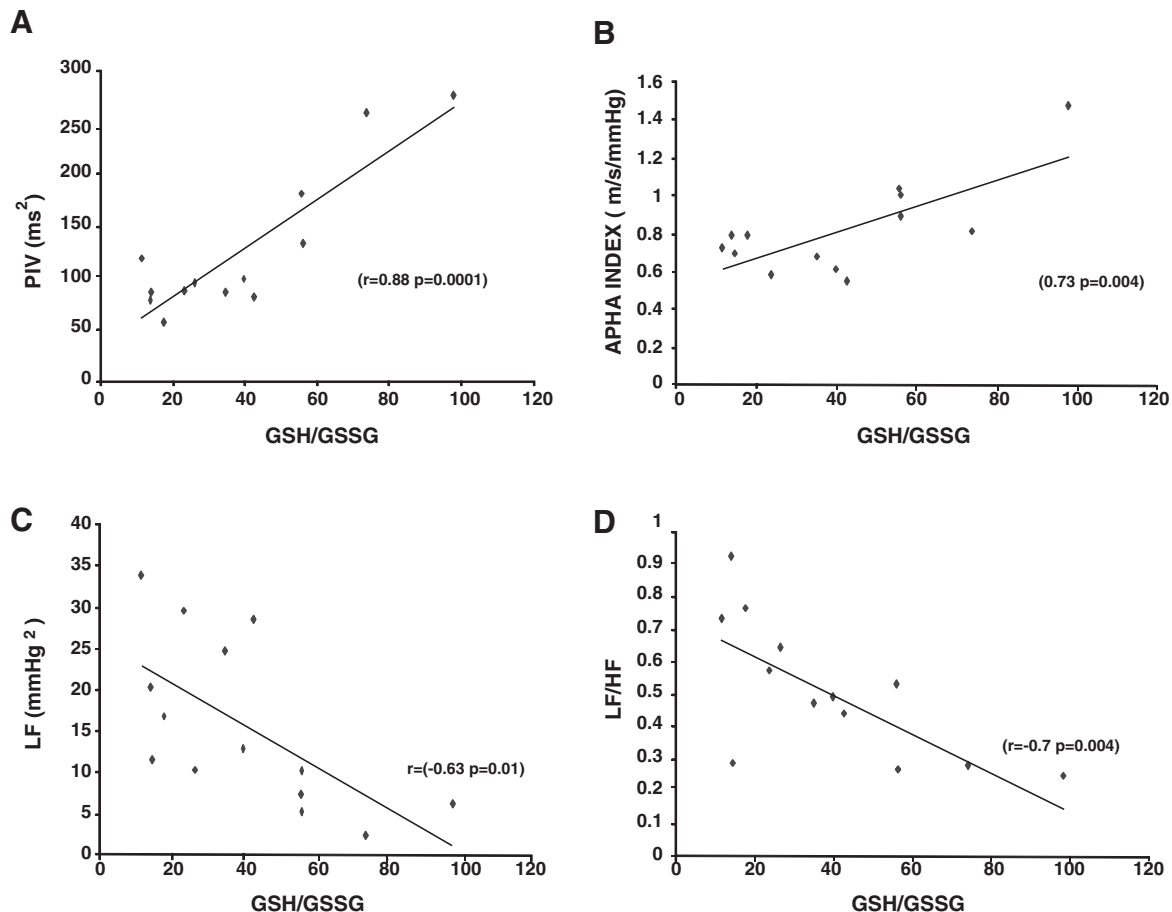 A
300
250
200
150
100
50
0
PIV (ms2)
(r=0.88 p=0.0001)
0 20 40 60 80 100 120
GSH/GSSG
B
1.6
1.4
1.2
1
0.8
0.6
0.4
0.2
0
APHA INDEX ( m/s/mmHg)
(0.73 p=0.004)
0 20 40 60 80 100 120
GSH/GSSG
C
40
35
30
25
20
15
10
5
0
LF (mmHg 2 )
r=(-0.63 p=0.01)
0 20 40 60 80 100 120
GSH/GSSG
D
1
0.9
0.8
0.7
0.6
0.5
0.4
0.3
0.2
0.1
0
LF/HF
(r=-0.7 p=0.004)
0 20 40 60 80 100 120
GSH/GSSG